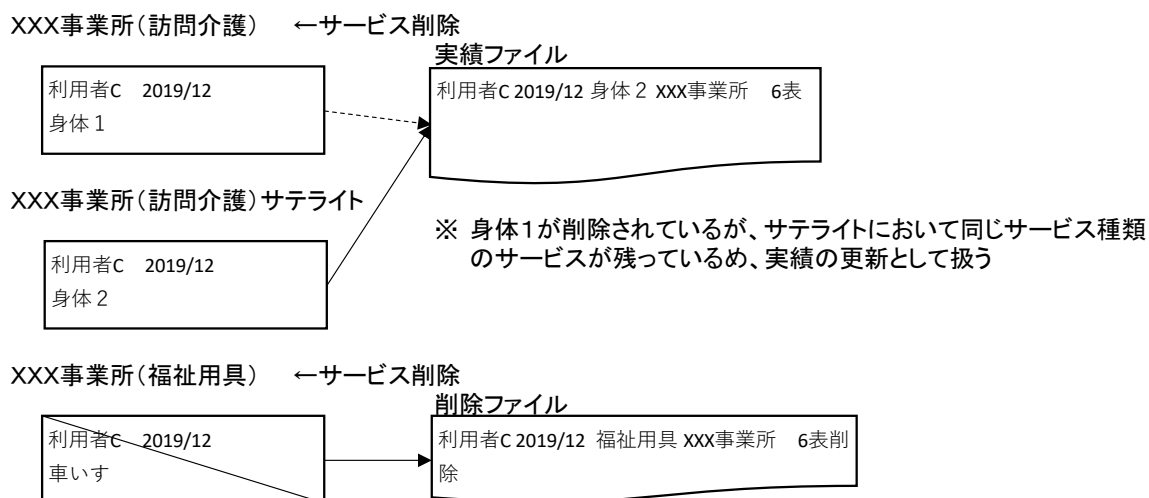 XXX事業所(訪問介護) ←サービス削除
実績ファイル
利用者C 2019/12
身体1
利用者C 2019/12 身体2 XXX事業所 6表
XXX事業所(訪問介護)サテライト
利用者C 2019/12
身体2
※ 身体1が削除されているが、サテライトにおいて同じサービス種類
のサービスが残っているめ、実績の更新として扱う
XXX事業所(福祉用具) ←サービス削除
削除ファイル
利用者C 2019/12
車いす
利用者C 2019/12 福祉用具 XXX事業所 6表削
除